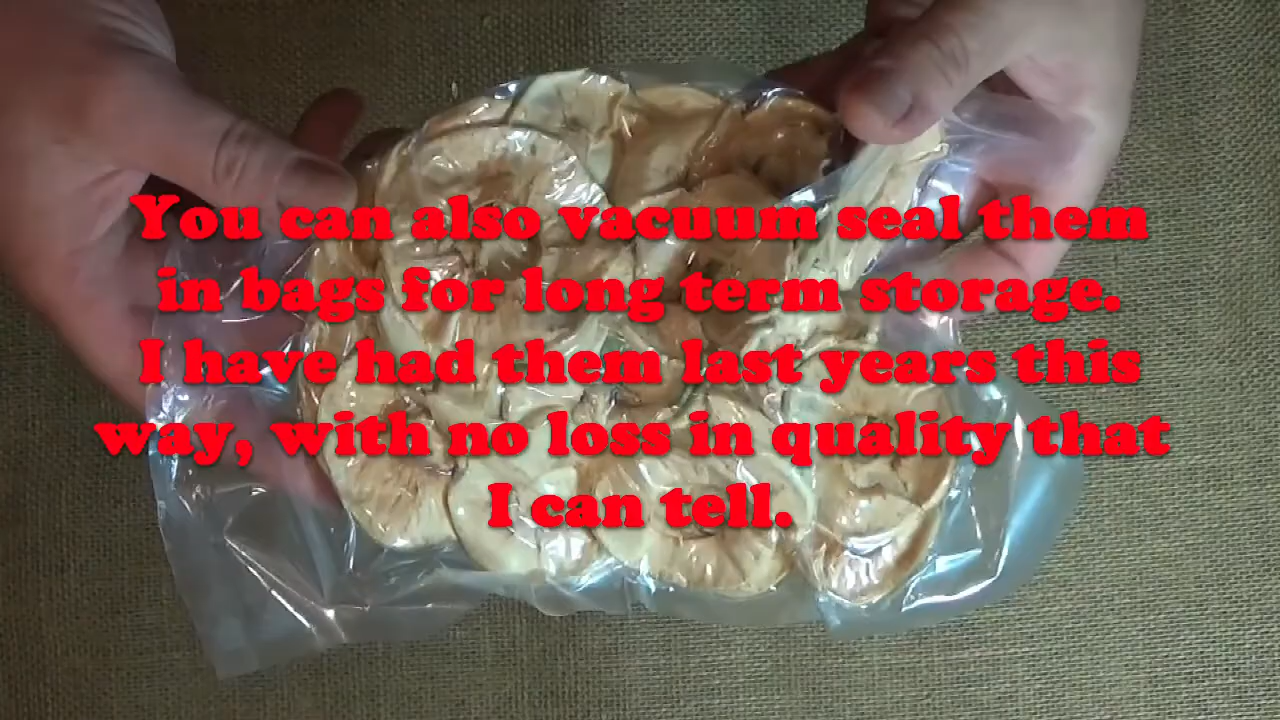 You can also vacuum seal them
in bags for long term storage.
I have had them last years this
way, with no loss in quality that
I can tell.